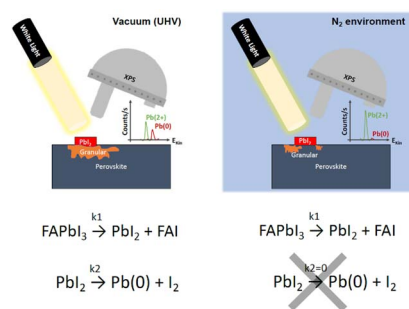 Vacuum (UHV)
White Light
XPS
Counts/s
Pb(2+)
Pb(0)
E_Kin
PbI₂
Granular
Perovskite
FAPbI₃ →k1 PbI₂ + FAI
PbI₂ →k2 Pb(0) + I₂
N₂ environment
White Light
XPS
Counts/s
Pb(2+)
Pb(0)
E_Kin
PbI₂
Granular
Perovskite
FAPbI₃ →k1 PbI₂ + FAI
PbI₂ →k2=0 Pb(0) + I₂